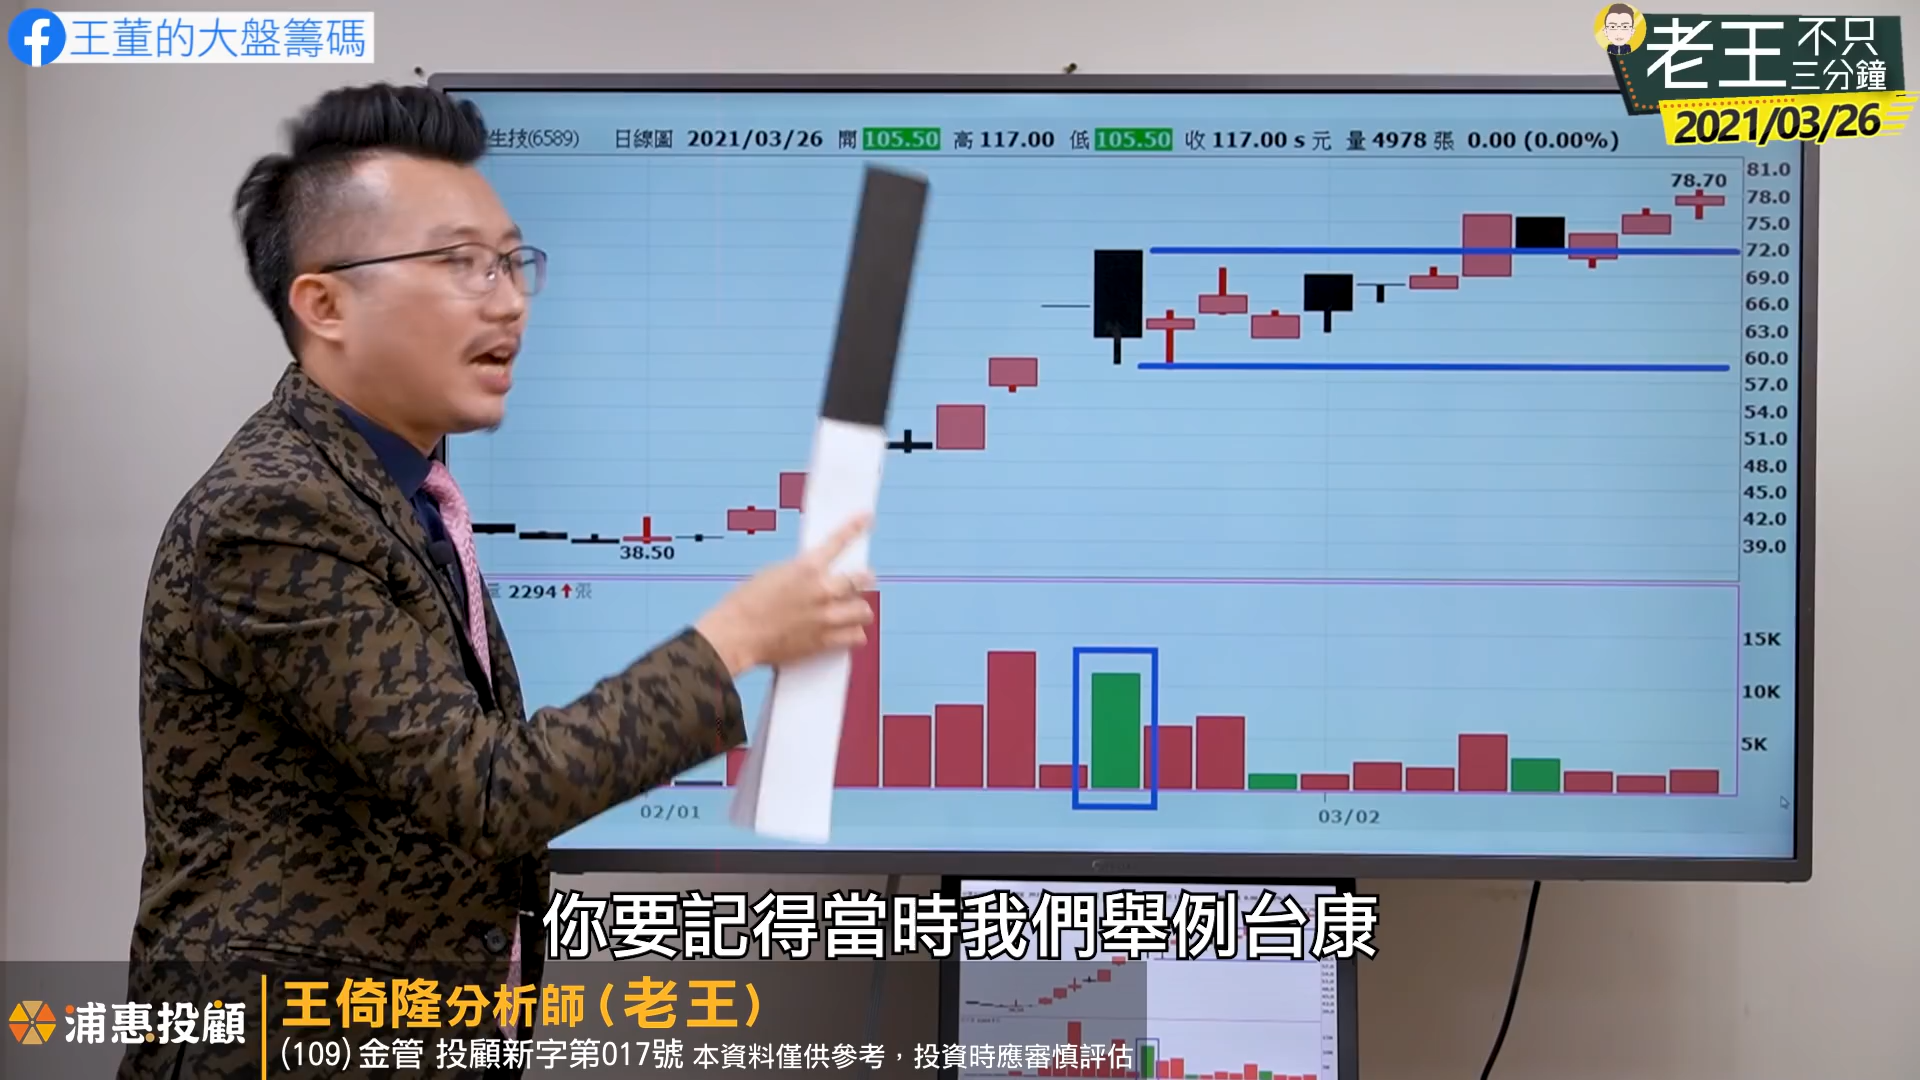 王董的大盤籌碼
老王 不只三分鐘
2021/03/26
生技(6589) 日線圖 2021/03/26 開 105.50 高 117.00 低 105.50 收 117.00 s 元 量 4978 張 0.00 (0.00%)
78.70
81.0
78.0
75.0
72.0
69.0
66.0
63.0
60.0
57.0
54.0
51.0
48.0
45.0
42.0
39.0
38.50
2294↑張
15K
10K
5K
02/01
03/02
你要記得當時我們舉例台康
浦惠投顧
王倚隆分析師(老王)
(109) 金管 投顧新字第017號 本資料僅供參考，投資時應審慎評估